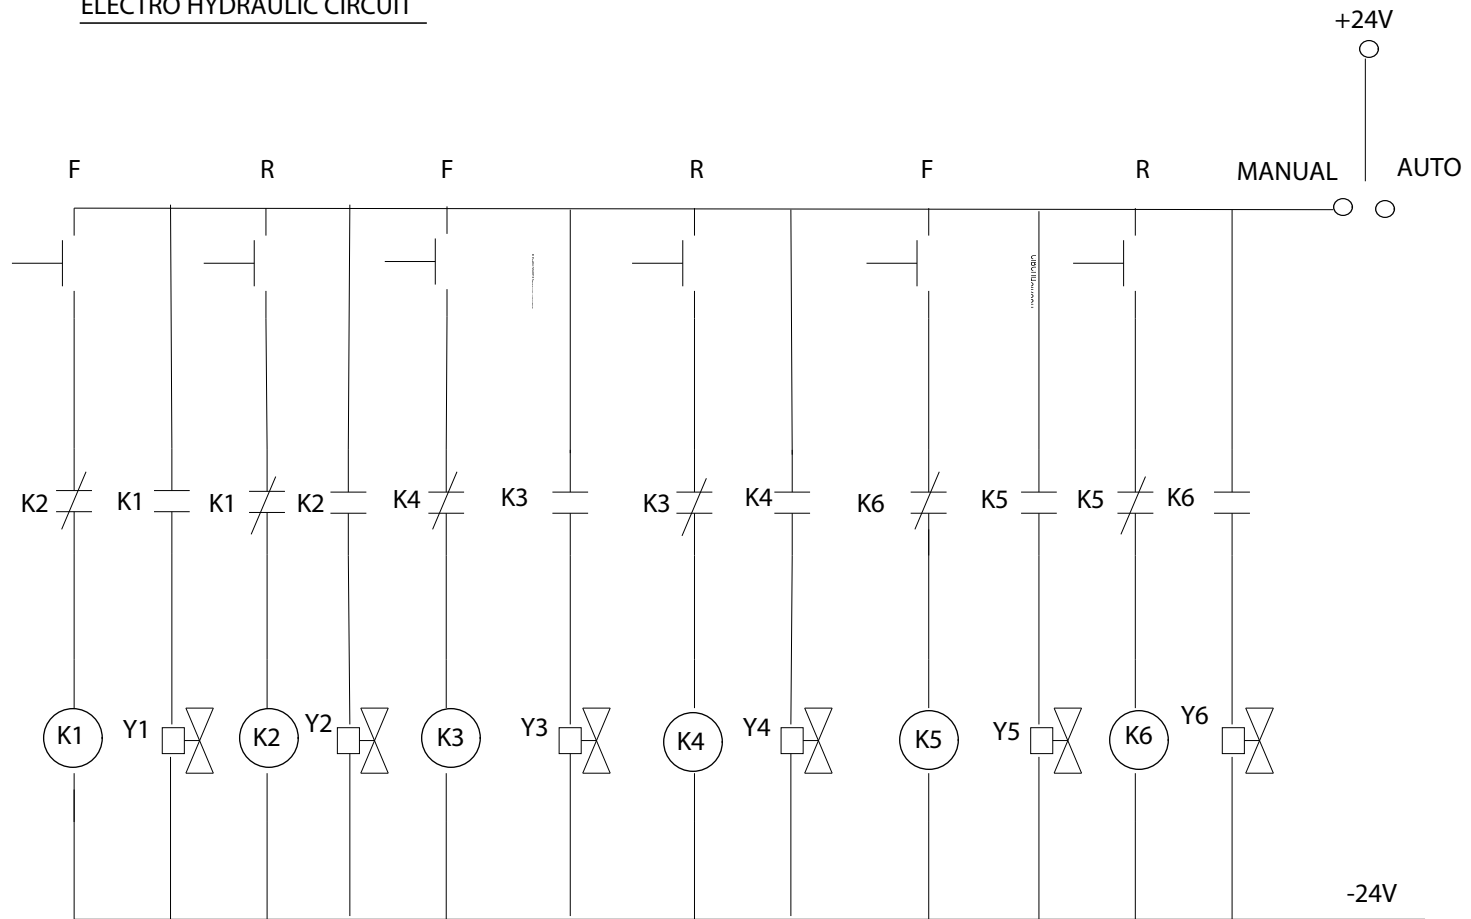 ELECTRO HYDRAULIC CIRCUIT
+24V
F R F R F R MANUAL AUTO
K2 K1 K1 K2 K4 K3 K3 K4 K6 K5 K5 K6
K1 Y1 K2 Y2 K3 Y3 K4 Y4 K5 Y5 K6 Y6
-24V